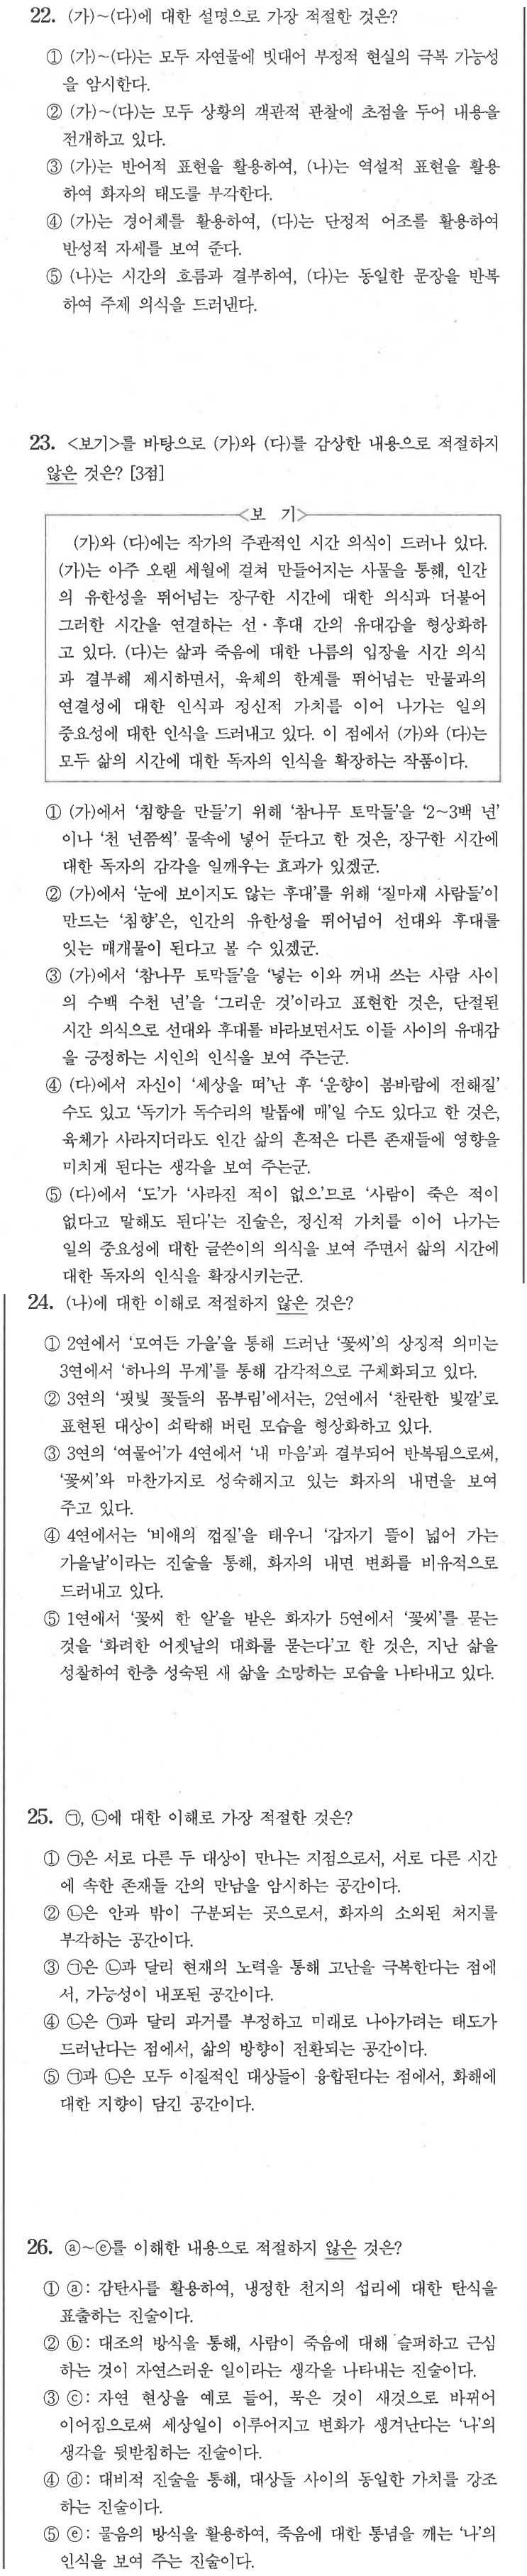 22. (가)~(다)에 대한 설명으로 가장 적절한 것은?
① (가)~(다)는 모두 자연물에 빗대어 부정적 현실의 극복 가능성
을 암시한다.
② (가)~(다)는 모두 상황의 객관적 관찰에 초점을 두어 내용을
전개하고 있다.
③ (가)는 반어적 표현을 활용하여, (나)는 역설적 표현을 활용
하여 화자의 태도를 부각한다.
④ (가)는 경어체를 활용하여, (다)는 단정적 어조를 활용하여
반성적 자세를 보여 준다.
⑤ (나)는 시간의 흐름과 결부하여, (다)는 동일한 문장을 반복
하여 주제 의식을 드러낸다.
23. <보기>를 바탕으로 (가)와 (다)를 감상한 내용으로 적절하지
않은 것은? [3점]
<보 기>
(가)와 (다)에는 작가의 주관적인 시간 의식이 드러나 있다.
(가)는 아주 오랜 세월에 걸쳐 만들어지는 사물을 통해, 인간
의 유한성을 뛰어넘는 장구한 시간에 대한 의식과 더불어
그러한 시간을 연결하는 선·후대 간의 유대감을 형상화하
고 있다. (다)는 삶과 죽음에 대한 나름의 입장을 시간 의식
과 결부해 제시하면서, 육체의 한계를 뛰어넘는 만물과의
연결성에 대한 인식과 정신적 가치를 이어 나가는 일의
중요성에 대한 인식을 드러내고 있다. 이 점에서 (가)와 (다)는
모두 삶의 시간에 대한 독자의 인식을 확장하는 작품이다.
① (가)에서 '침향을 만들'기 위해 '참나무 토막들'을 '2~3백 년'
이나 '천 년쯤씩' 물속에 넣어 둔다고 한 것은, 장구한 시간에
대한 독자의 감각을 일깨우는 효과가 있겠군.
② (가)에서 '눈에 보이지도 않는 후대'를 위해 '질마재 사람들'이
만드는 '침향'은, 인간의 유한성을 뛰어넘어 선대와 후대를
잇는 매개물이 된다고 볼 수 있겠군.
③ (가)에서 '참나무 토막들'을 '넣는 이와 꺼내 쓰는 사람 사이
의 수백 수천 년'을 '그리운 것'이라고 표현한 것은, 단절된
시간 의식으로 선대와 후대를 바라보면서도 이들 사이의 유대감
을 긍정하는 시인의 인식을 보여 주는군.
④ (다)에서 자신이 '세상을 떠'난 후 '운향이 봄바람에 전해질'
수도 있고 '독기가 독수리의 발톱에 매'일 수도 있다고 한 것은,
육체가 사라지더라도 인간 삶의 흔적은 다른 존재들에 영향을
미치게 된다는 생각을 보여 주는군.
⑤ (다)에서 '도'가 '사라진 적이 없으'므로 '사람이 죽은 적이
없다고 말해도 된다'는 진술은, 정신적 가치를 이어 나가는
일의 중요성에 대한 글쓴이의 의식을 보여 주면서 삶의 시간에
대한 독자의 인식을 확장시키는군.
24. (나)에 대한 이해로 적절하지 않은 것은?
① 2연에서 '모여든 가을'을 통해 드러난 '꽃씨'의 상징적 의미는
3연에서 '하나의 무게'를 통해 감각적으로 구체화되고 있다.
② 3연의 '핏빛 꽃들의 몸부림'에서는, 2연에서 '찬란한 빛깔'로
표현된 대상이 쇠락해 버린 모습을 형상화하고 있다.
③ 3연의 '여물어'가 4연에서 '내 마음'과 결부되어 반복됨으로써,
'꽃씨'와 마찬가지로 성숙해지고 있는 화자의 내면을 보여
주고 있다.
④ 4연에서는 '비애의 껍질'을 태우니 '갑자기 뜰이 넓어 가는
가을날'이라는 진술을 통해, 화자의 내면 변화를 비유적으로
드러내고 있다.
⑤ 1연에서 '꽃씨 한 알'을 받은 화자가 5연에서 '꽃씨'를 묻는
것을 '화려한 어젯날의 대화를 묻는다'고 한 것은, 지난 삶을
성찰하여 한층 성숙된 새 삶을 소망하는 모습을 나타내고 있다.
25. ㉠, ㉡에 대한 이해로 가장 적절한 것은?
① ㉠은 서로 다른 두 대상이 만나는 지점으로서, 서로 다른 시간
에 속한 존재들 간의 만남을 암시하는 공간이다.
② ㉡은 안과 밖이 구분되는 곳으로서, 화자의 소외된 처지를
부각하는 공간이다.
③ ㉠은 ㉡과 달리 현재의 노력을 통해 고난을 극복한다는 점에
서, 가능성이 내포된 공간이다.
④ ㉡은 ㉠과 달리 과거를 부정하고 미래로 나아가려는 태도가
드러난다는 점에서, 삶의 방향이 전환되는 공간이다.
⑤ ㉠과 ㉡은 모두 이질적인 대상들이 융합된다는 점에서, 화해에
대한 지향이 담긴 공간이다.
26. ⓐ~ⓔ를 이해한 내용으로 적절하지 않은 것은?
① ⓐ: 감탄사를 활용하여, 냉정한 천지의 섭리에 대한 탄식을
표출하는 진술이다.
② ⓑ: 대조의 방식을 통해, 사람이 죽음에 대해 슬퍼하고 근심
하는 것이 자연스러운 일이라는 생각을 나타내는 진술이다.
③ ⓒ: 자연 현상을 예로 들어, 묵은 것이 새것으로 바뀌어
이어짐으로써 세상일이 이루어지고 변화가 생겨난다는 '나'의
생각을 뒷받침하는 진술이다.
④ ⓓ: 대비적 진술을 통해, 대상들 사이의 동일한 가치를 강조
하는 진술이다.
⑤ ⓔ: 물음의 방식을 활용하여, 죽음에 대한 통념을 깨는 '나'의
인식을 보여 주는 진술이다.